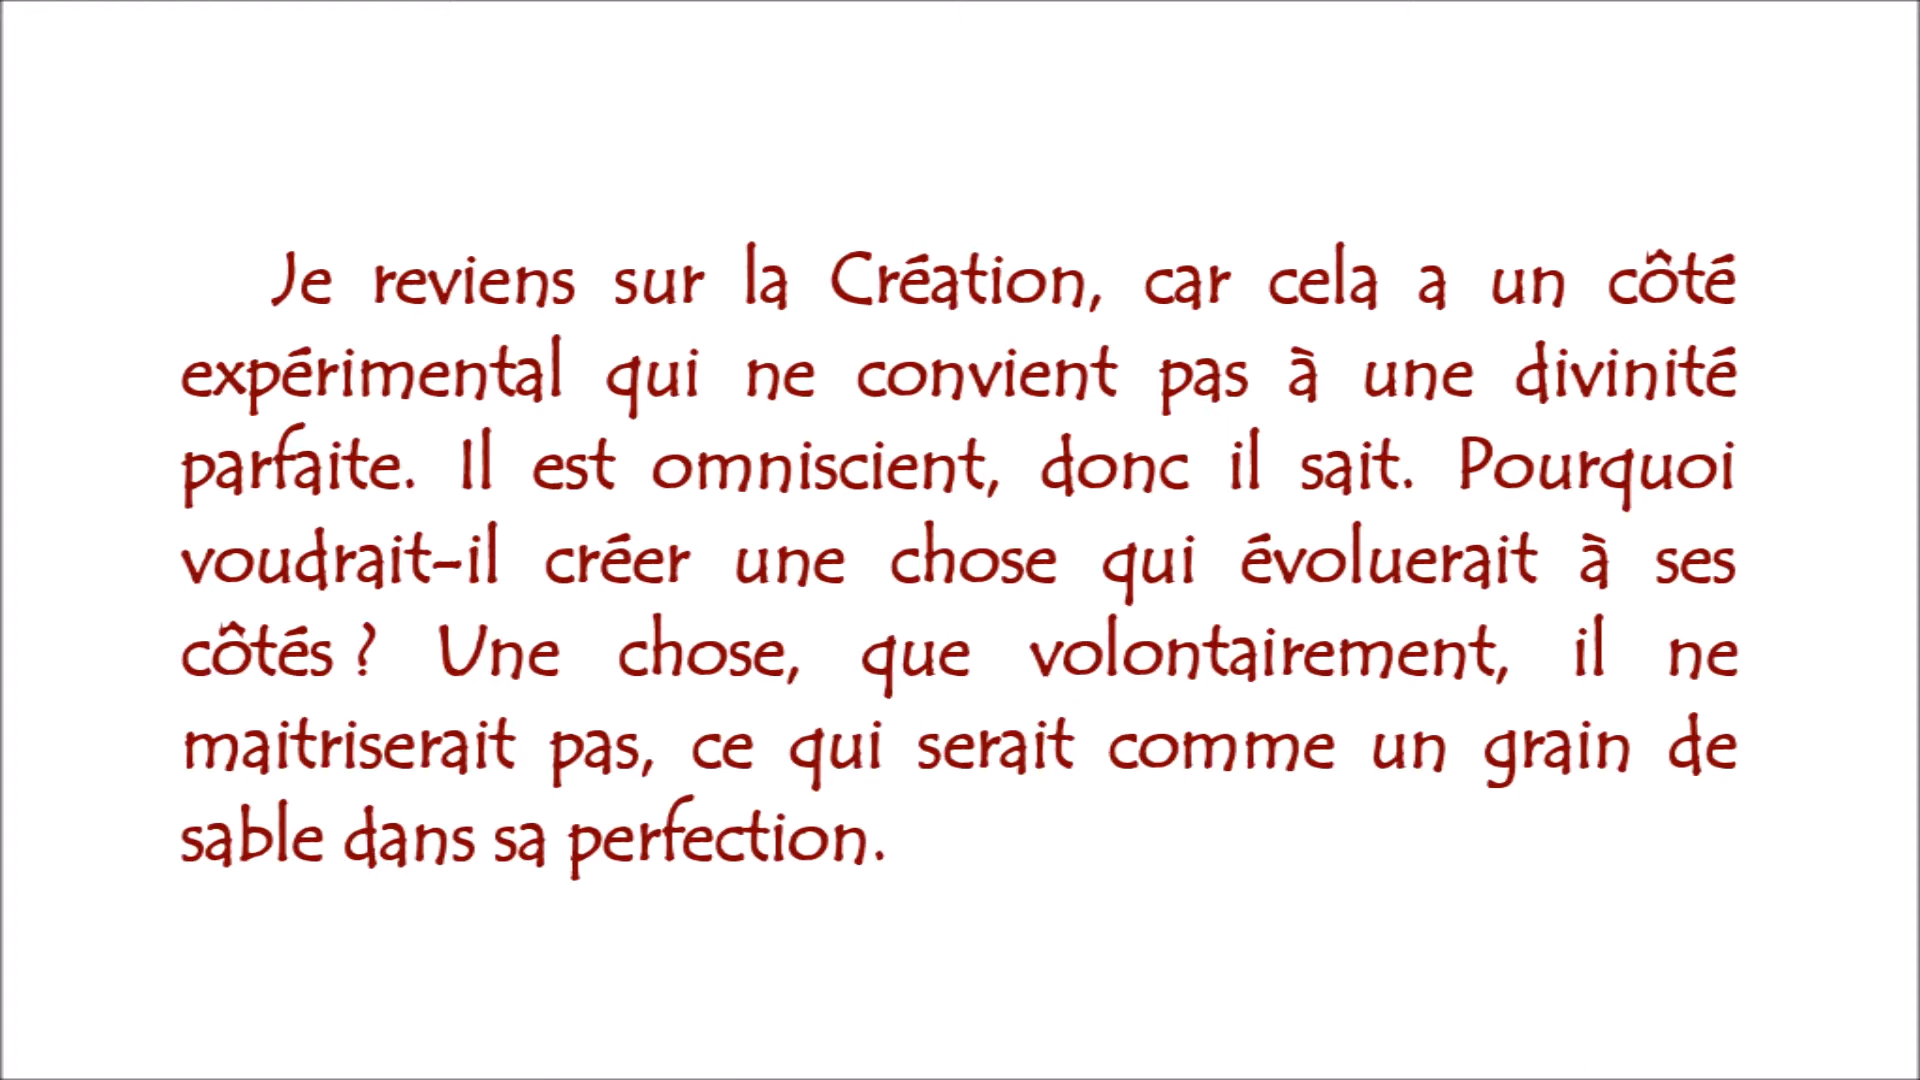 Je reviens sur la Création, car cela a un côté
expérimental qui ne convient pas à une divinité
parfaite. Il est omniscient, donc il sait. Pourquoi
voudrait-il créer une chose qui évoluerait à ses
côtés ? Une chose, que volontairement, il ne
maitriserait pas, ce qui serait comme un grain de
sable dans sa perfection.